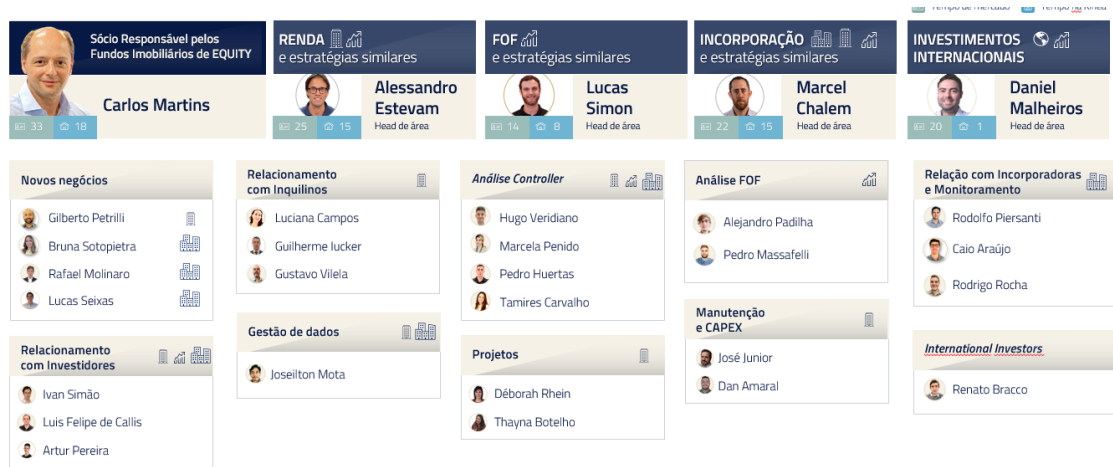 Tempo de mercado Tempo na Kinea
Sócio Responsável pelos
Fundos Imobiliários de EQUITY
Carlos Martins
33 18
RENDA
e estratégias similares
Alessandro
Estevam
Head de área
25 15
FOF
e estratégias similares
Lucas
Simon
Head de área
14 8
INCORPORAÇÃO
e estratégias similares
Marcel
Chalem
Head de área
22 15
INVESTIMENTOS
INTERNACIONAIS
Daniel
Malheiros
Head de área
20 1
Novos negócios
Gilberto Petrilli
Bruna Sotopietra
Rafael Molinaro
Lucas Seixas
Relacionamento
com Investidores
Ivan Simão
Luis Felipe de Callis
Artur Pereira
Relacionamento
com Inquilinos
Luciana Campos
Guilherme Iucker
Gustavo Vilela
Gestão de dados
Joseilton Mota
Análise Controller
Hugo Veridiano
Marcela Penido
Pedro Huertas
Tamires Carvalho
Projetos
Déborah Rhein
Thayna Botelho
Análise FOF
Alejandro Padilha
Pedro Massafelli
Manutenção
e CAPEX
José Junior
Dan Amaral
Relação com Incorporadoras
e Monitoramento
Rodolfo Piersanti
Caio Araújo
Rodrigo Rocha
International Investors
Renato Bracco